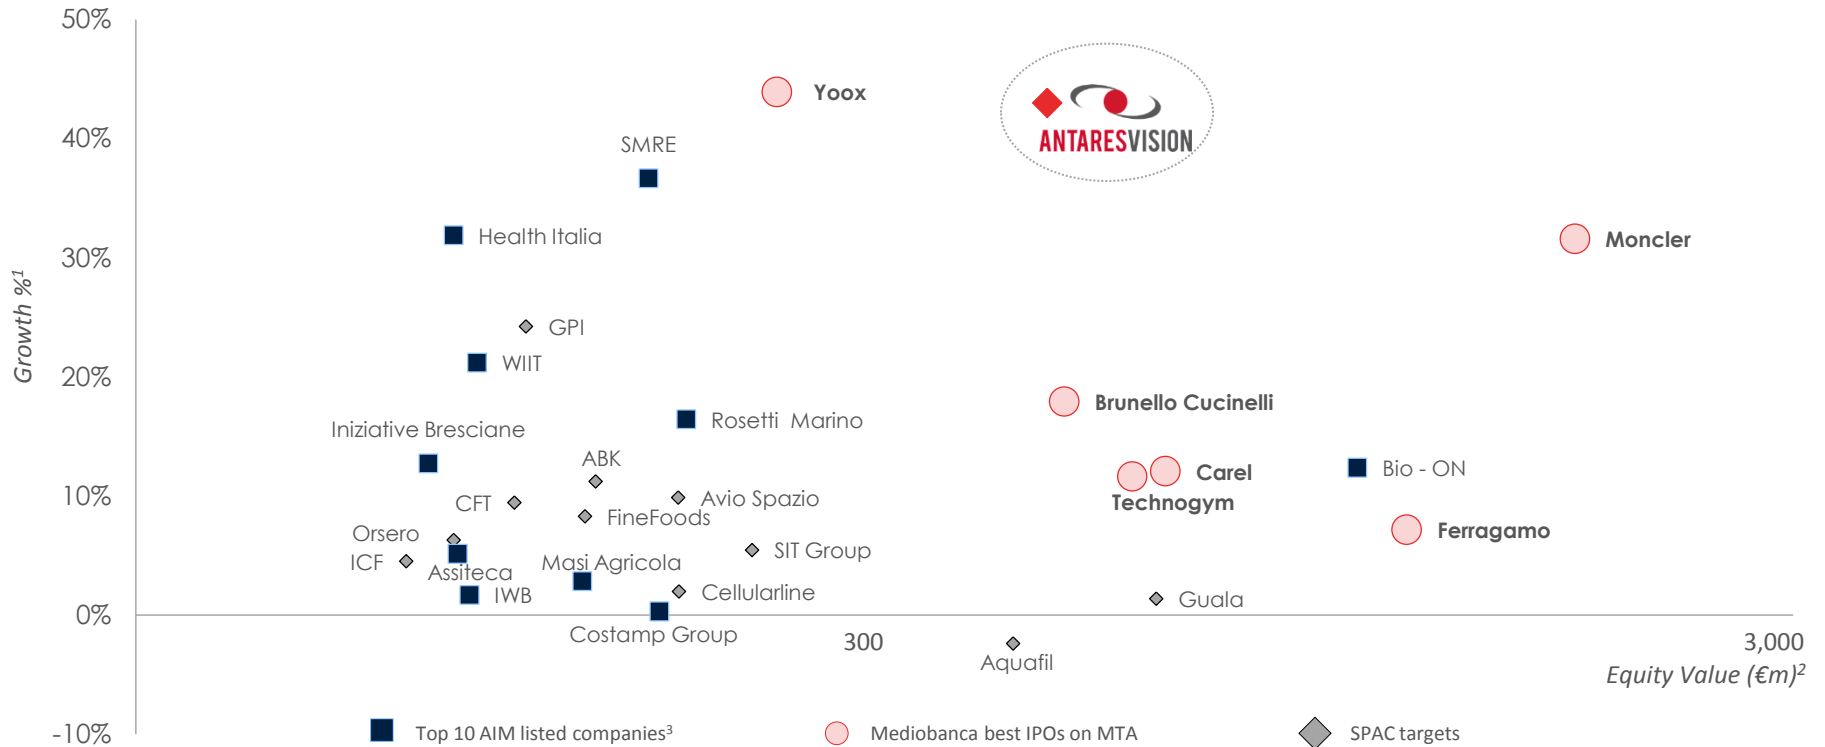 50%
Yoox
ANTARESVISION
40%
SMRE
Health Italia
Moncler
30%
GPI
Growth %¹
WIIT
20%
Brunello Cucinelli
Rosetti Marino
Iniziative Bresciane
ABK
Bio - ON
Carel
10%
CFT
Avio Spazio
Technogym
FineFoods
Orsero
Ferragamo
SIT Group
ICF
Masi Agricola
Assiteca
IWB
Cellularline
Guala
0%
Costamp Group
300
3,000
Aquafil
Equity Value (€m)²
-10%
Top 10 AIM listed companies³
Mediobanca best IPOs on MTA
SPAC targets